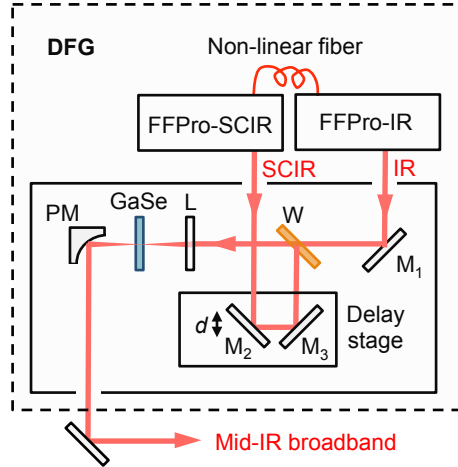 DFG
Non-linear fiber
FFPro-SCIR
FFPro-IR
SCIR
IR
PM
GaSe
L
W
M₁
d
M₂
M₃
Delay
stage
Mid-IR broadband